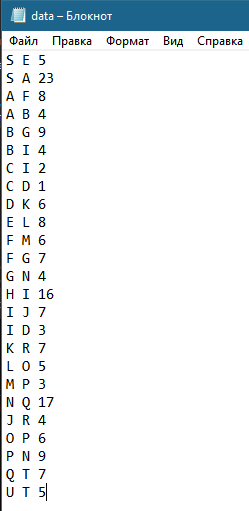 data – Блокнот
Файл Правка Формат Вид Справка
S E 5
S A 23
A F 8
A B 4
B G 9
B I 4
C I 2
C D 1
D K 6
E L 8
F M 6
F G 7
G N 4
H I 16
I J 7
I D 3
K R 7
L O 5
M P 3
N Q 17
J R 4
O P 6
P N 9
Q T 7
U T 5